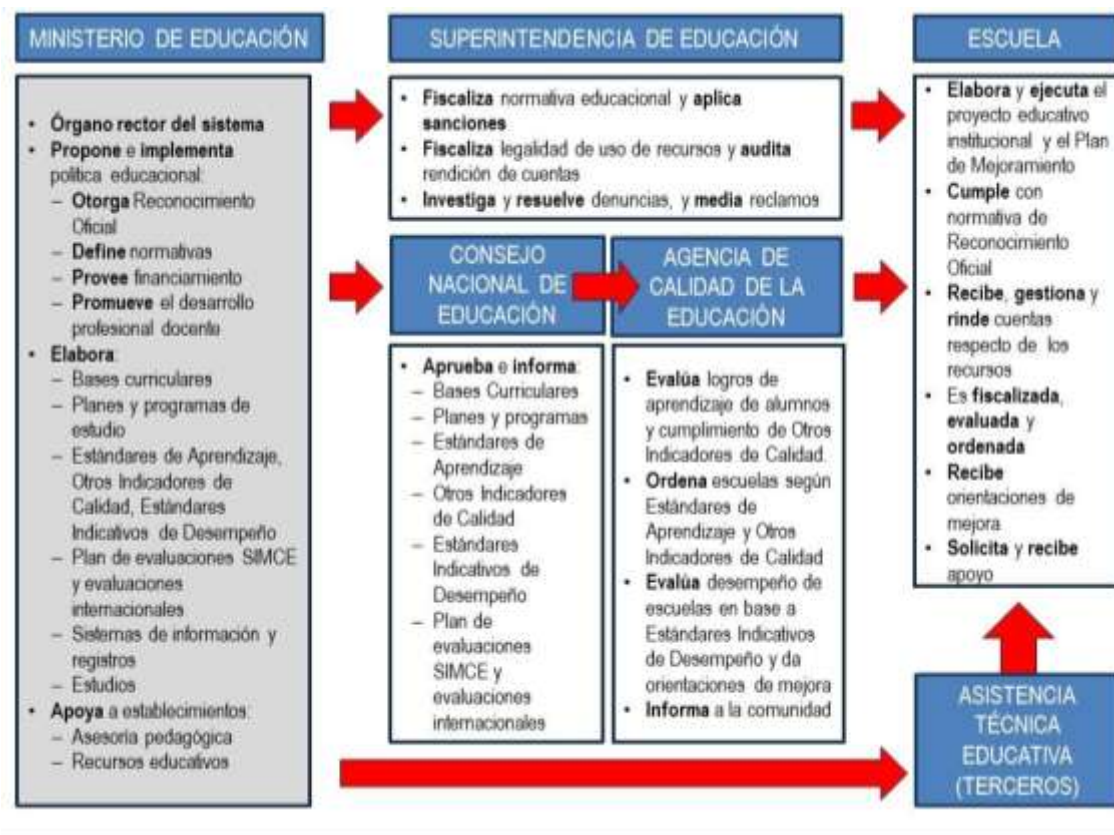 MINISTERIO DE EDUCACIÓN
• Órgano rector del sistema
• Propone e implementa
política educacional:
– Otorga Reconocimiento
Oficial
– Define normativas
– Provee financiamiento
– Promueve el desarrollo
profesional docente
• Elabora:
– Bases curriculares
– Planes y programas de
estudio
– Estándares de Aprendizaje,
Otros Indicadores de
Calidad, Estándares
Indicativos de Desempeño
– Plan de evaluaciones SIMCE
y evaluaciones
internacionales
– Sistemas de información y
registros
– Estudios
• Apoya a establecimientos:
– Asesoría pedagógica
– Recursos educativos
SUPERINTENDENCIA DE EDUCACIÓN
• Fiscaliza normativa educacional y aplica
sanciones
• Fiscaliza legalidad de uso de recursos y audita
rendición de cuentas
• Investiga y resuelve denuncias, y media reclamos
CONSEJO
NACIONAL DE
EDUCACIÓN
• Aprueba e informa:
– Bases Curriculares
– Planes y programas
– Estándares de
Aprendizaje
– Otros Indicadores
de Calidad
– Estándares
Indicativos de
Desempeño
– Plan de
evaluaciones
SIMCE y
evaluaciones
internacionales
AGENCIA DE
CALIDAD DE LA
EDUCACIÓN
• Evalúa logros de
aprendizaje de alumnos
y cumplimiento de Otros
Indicadores de Calidad.
• Ordena escuelas según
Estándares de
Aprendizaje y Otros
Indicadores de Calidad
• Evalúa desempeño de
escuelas en base a
Estándares Indicativos
de Desempeño y da
orientaciones de mejora
• Informa a la comunidad
ESCUELA
• Elabora y ejecuta el
proyecto educativo
institucional y el Plan
de Mejoramiento
• Cumple con
normativa de
Reconocimiento
Oficial
• Recibe, gestiona y
rinde cuentas
respecto de los
recursos
• Es fiscalizada,
evaluada y
ordenada
• Recibe
orientaciones de
mejora
• Solicita y recibe
apoyo
ASISTENCIA
TÉCNICA
EDUCATIVA
(TERCEROS)